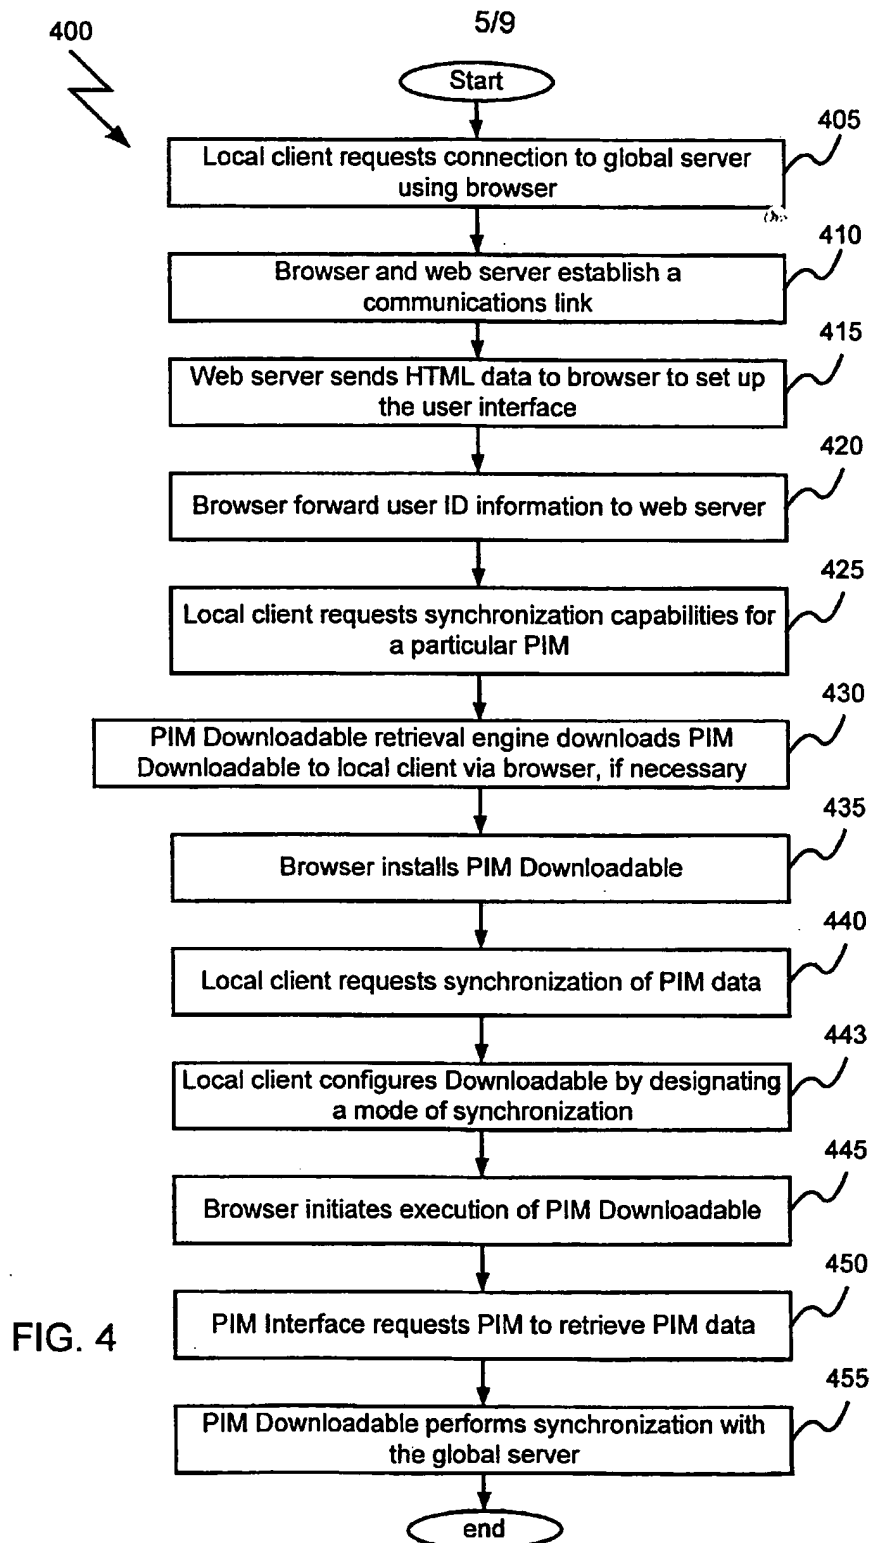 5/9
400
Start
405
Local client requests connection to global server
using browser
410
Browser and web server establish a
communications link
415
Web server sends HTML data to browser to set up
the user interface
420
Browser forward user ID information to web server
425
Local client requests synchronization capabilities for
a particular PIM
430
PIM Downloadable retrieval engine downloads PIM
Downloadable to local client via browser, if necessary
435
Browser installs PIM Downloadable
440
Local client requests synchronization of PIM data
443
Local client configures Downloadable by designating
a mode of synchronization
445
Browser initiates execution of PIM Downloadable
450
PIM Interface requests PIM to retrieve PIM data
FIG. 4
455
PIM Downloadable performs synchronization with
the global server
end